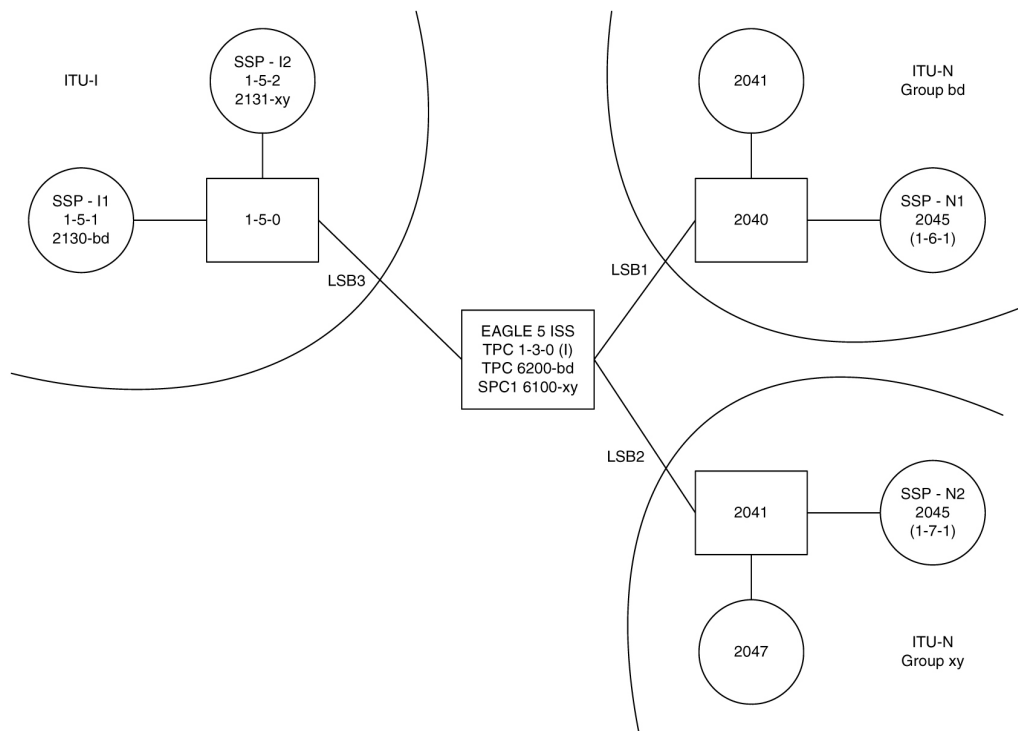 ITU-I
SSP - I2
1-5-2
2131-xy
SSP - I1
1-5-1
2130-bd
1-5-0
LSB3
2041
ITU-N
Group bd
2040
SSP - N1
2045
(1-6-1)
LSB1
EAGLE 5 ISS
TPC 1-3-0 (I)
TPC 6200-bd
SPC1 6100-xy
LSB2
2041
SSP - N2
2045
(1-7-1)
2047
ITU-N
Group xy